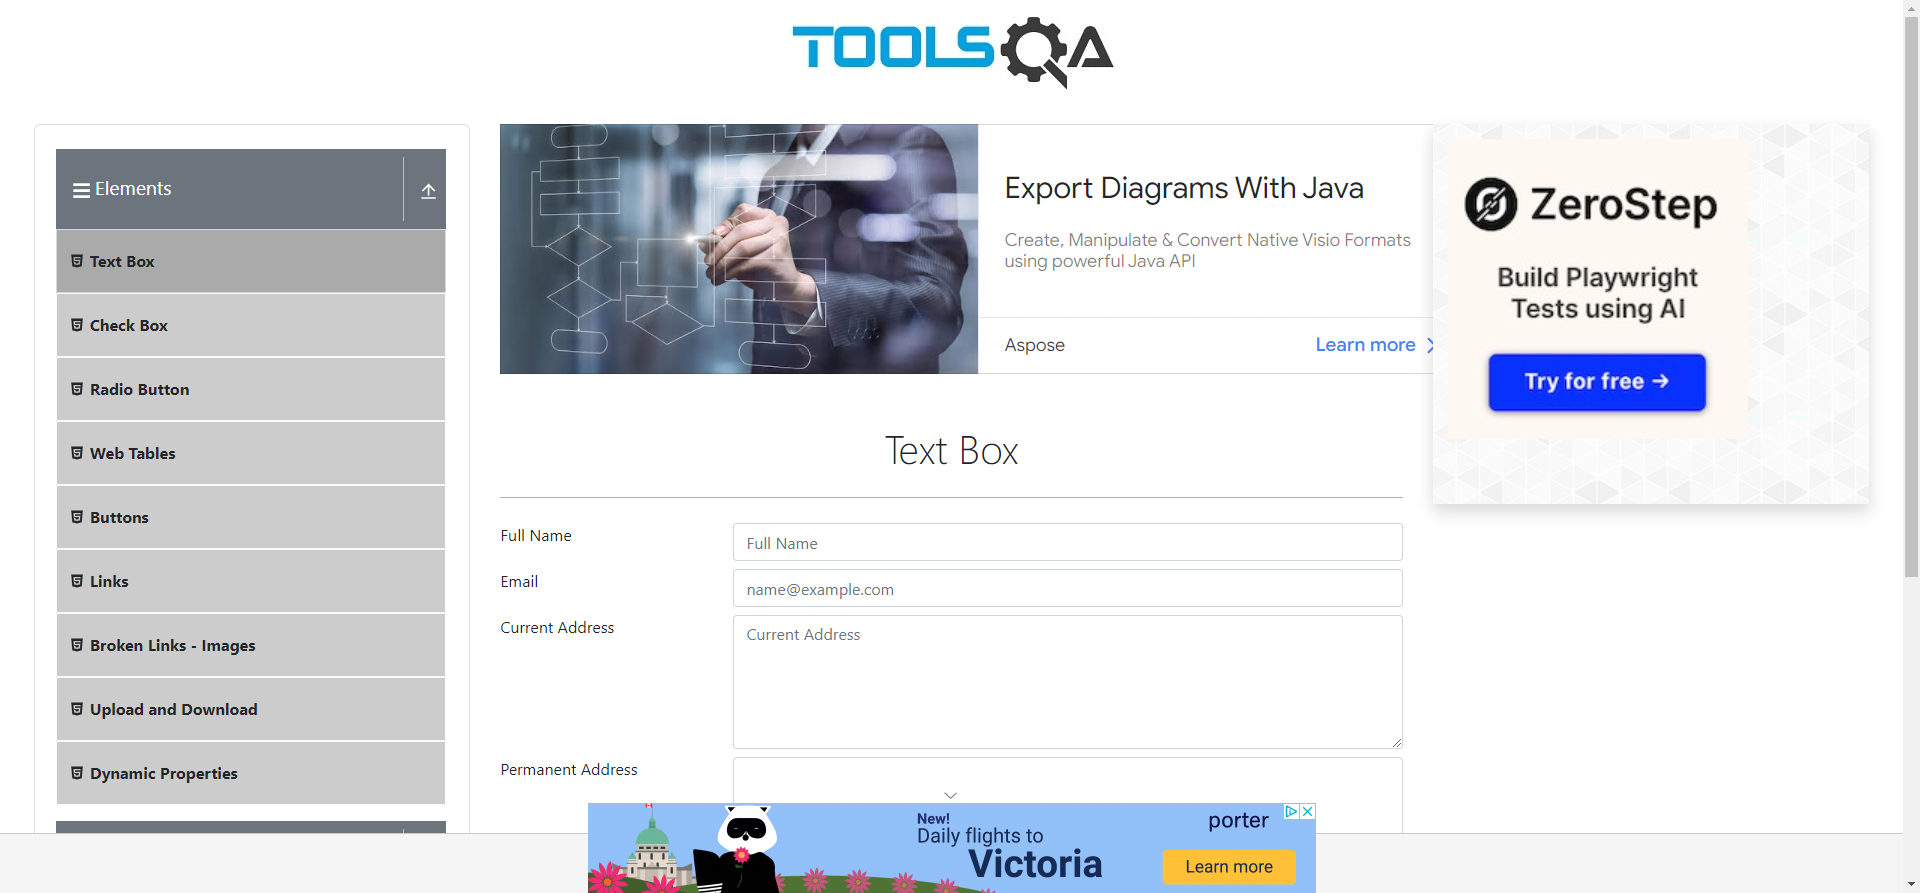 TOOLSQA
Elements
Text Box
Check Box
Radio Button
Web Tables
Buttons
Links
Broken Links - Images
Upload and Download
Dynamic Properties
Export Diagrams With Java
Create, Manipulate & Convert Native Visio Formats
using powerful Java API
Aspose
Learn more
ZeroStep
Build Playwright
Tests using AI
Try for free →
Text Box
Full Name
Full Name
Email
name@example.com
Current Address
Current Address
Permanent Address
New!
Daily flights to
Victoria
porter
Learn more